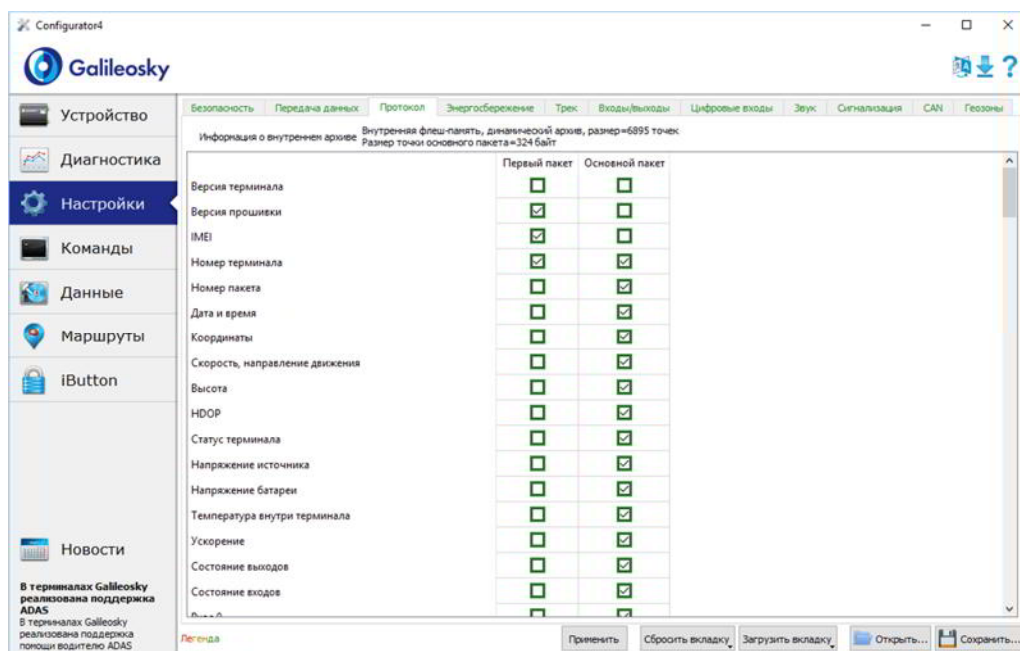 Configurator4
Galileosky
Устройство
Диагностика
Настройки
Команды
Данные
Маршруты
iButton
Новости
В терминалах Galileosky
реализована поддержка
ADAS
В терминалах Galileosky
реализована поддержка
помощи водителю ADAS
Безопасность Передача данных Протокол Энергосбережение Трек Входы/выходы Цифровые входы Звук Сигнализация CAN Геозоны
Информация о внутреннем архиве Внутренняя флеш-память, динамический архив, размер=6895 точек
Размер точки основного пакета=324 байт
Первый пакет Основной пакет
Версия терминала
Версия прошивки
IMEI
Номер терминала
Номер пакета
Дата и время
Координаты
Скорость, направление движения
Высота
HDOP
Статус терминала
Напряжение источника
Напряжение батареи
Температура внутри терминала
Ускорение
Состояние выходов
Состояние входов
Легенда
Применить Сбросить вкладку Загрузить вкладку Открыть... Сохранить...